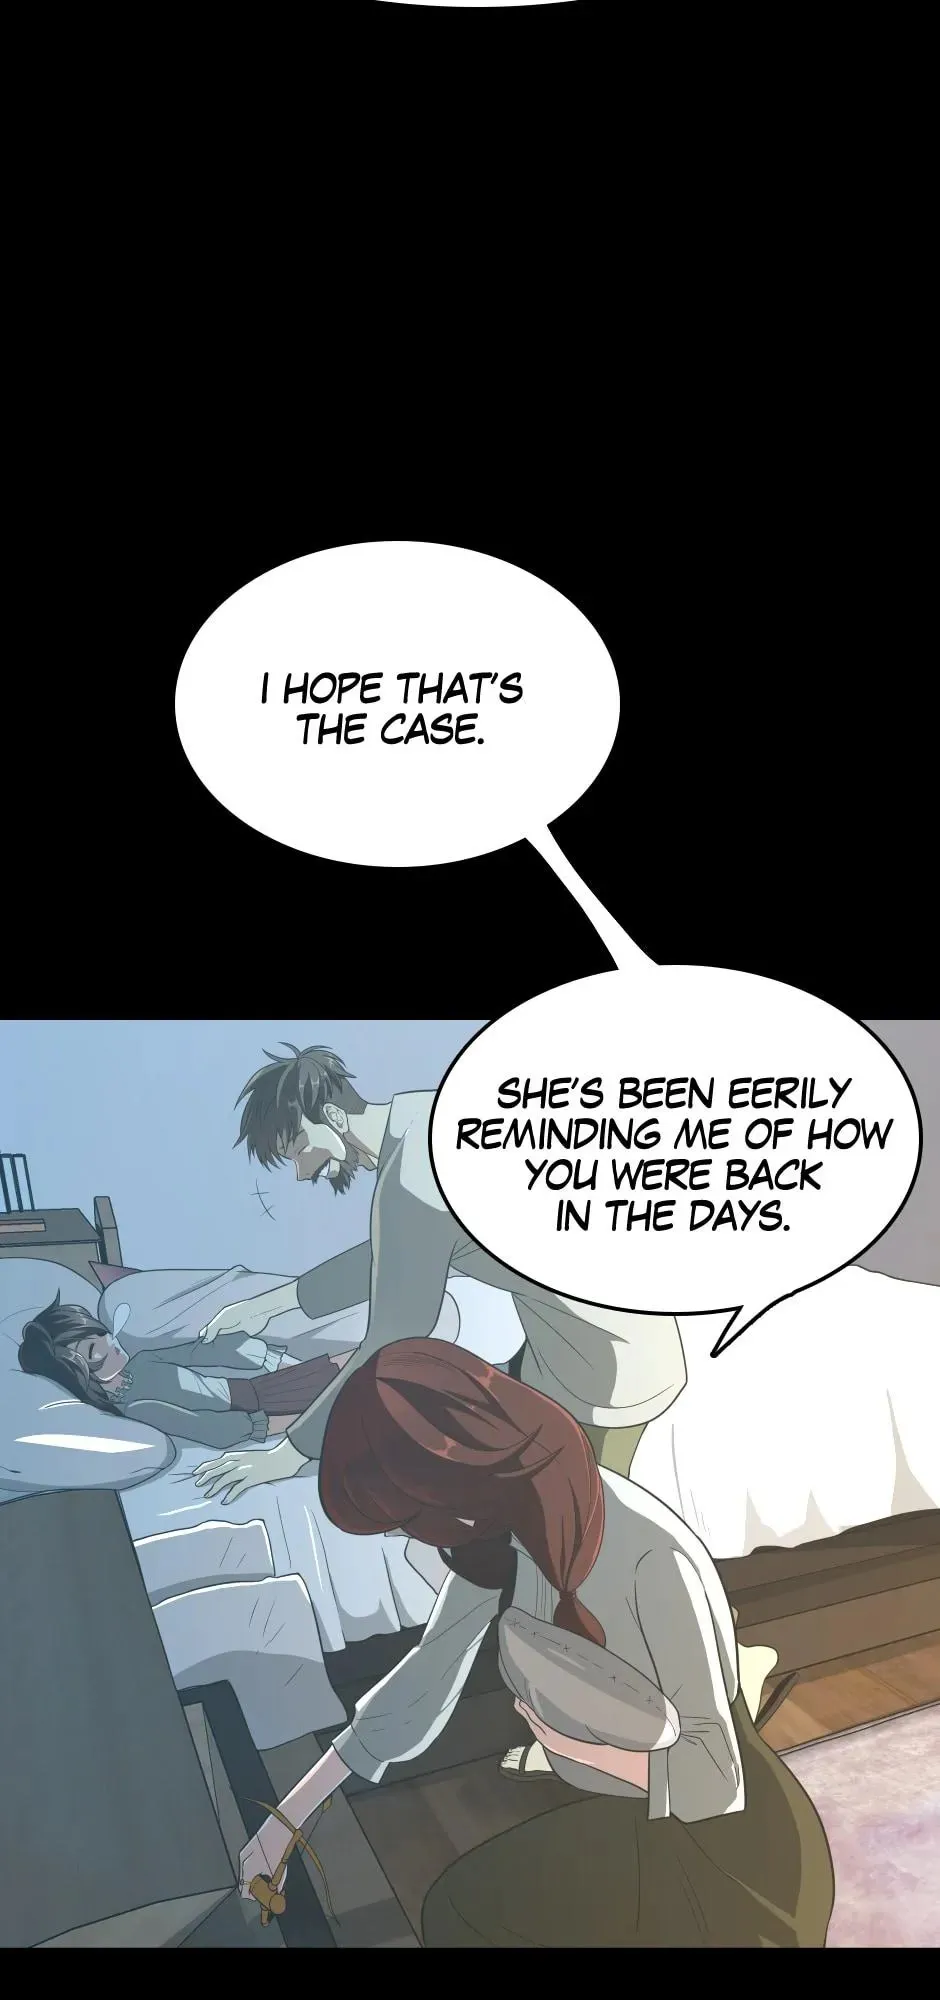 I HOPE THAT'S
THE CASE.
SHE'S BEEN EERILY
REMINDING ME OF HOW
YOU WERE BACK
IN THE DAYS.